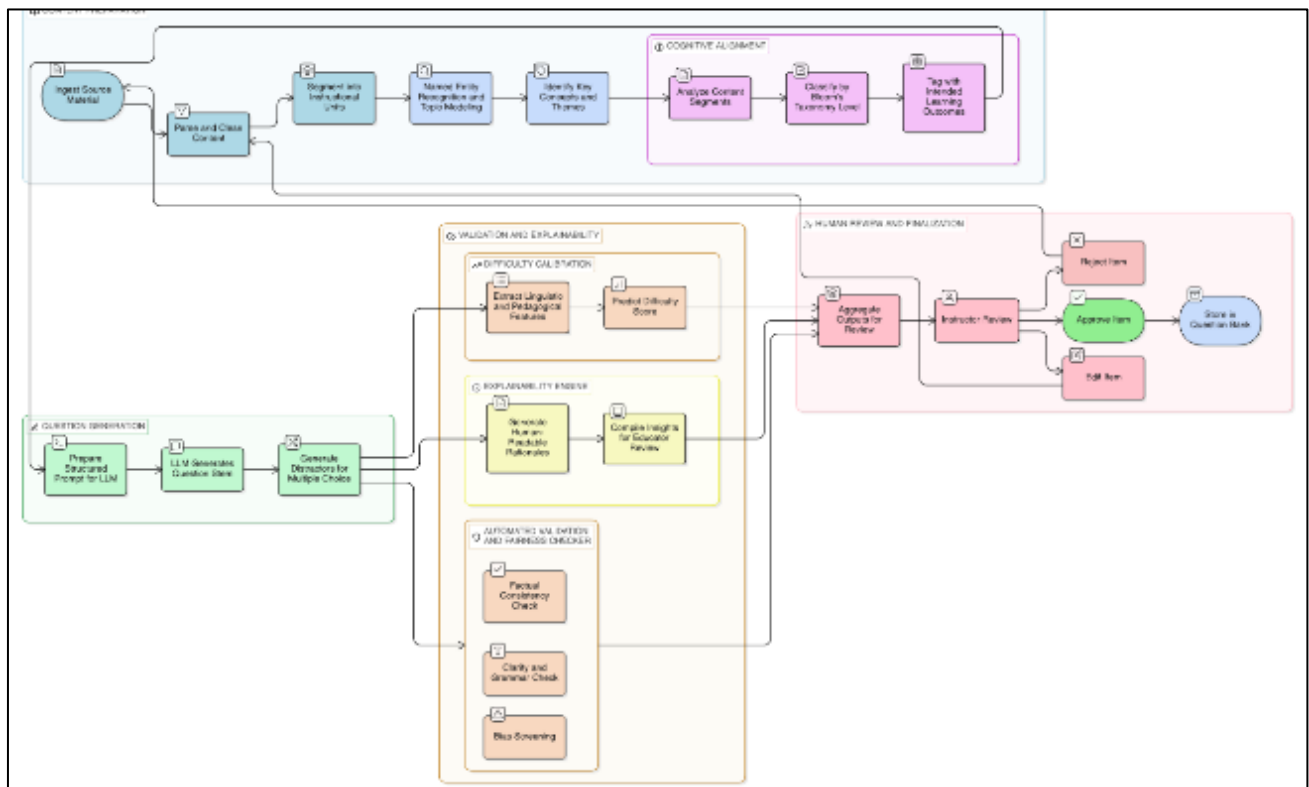 CONTENT PREPARATION
COGNITIVE ALIGNMENT
Ingest Source
Material
Parse and Clean
Content
Segment into
Instructional
Units
Named Entity
Recognition and
Topic Modeling
Identify Key
Concepts and
Themes
Analyze Content
Segments
Classify by
Bloom's
Taxonomy Level
Tag with
Intended
Learning
Outcomes
VALIDATION AND EXPLAINABILITY
DIFFICULTY CALIBRATION
Extract Linguistic
and Pedagogical
Features
Predict Difficulty
Score
EXPLAINABILITY ENGINE
Generate
Human-
Readable
Rationales
Compile Insights
for Educator
Review
AUTOMATED VALIDATION
AND FAIRNESS CHECKER
Factual
Consistency
Check
Clarity and
Grammar Check
Bias Screening
HUMAN REVIEW AND FINALIZATION
Aggregate
Outputs for
Review
Instructor Review
Reject Item
Approve Item
Edit Item
Store in
Question Bank
QUESTION GENERATION
Prepare
Structured
Prompt for LLM
LLM Generates
Question Stem
Generate
Distractors for
Multiple Choice